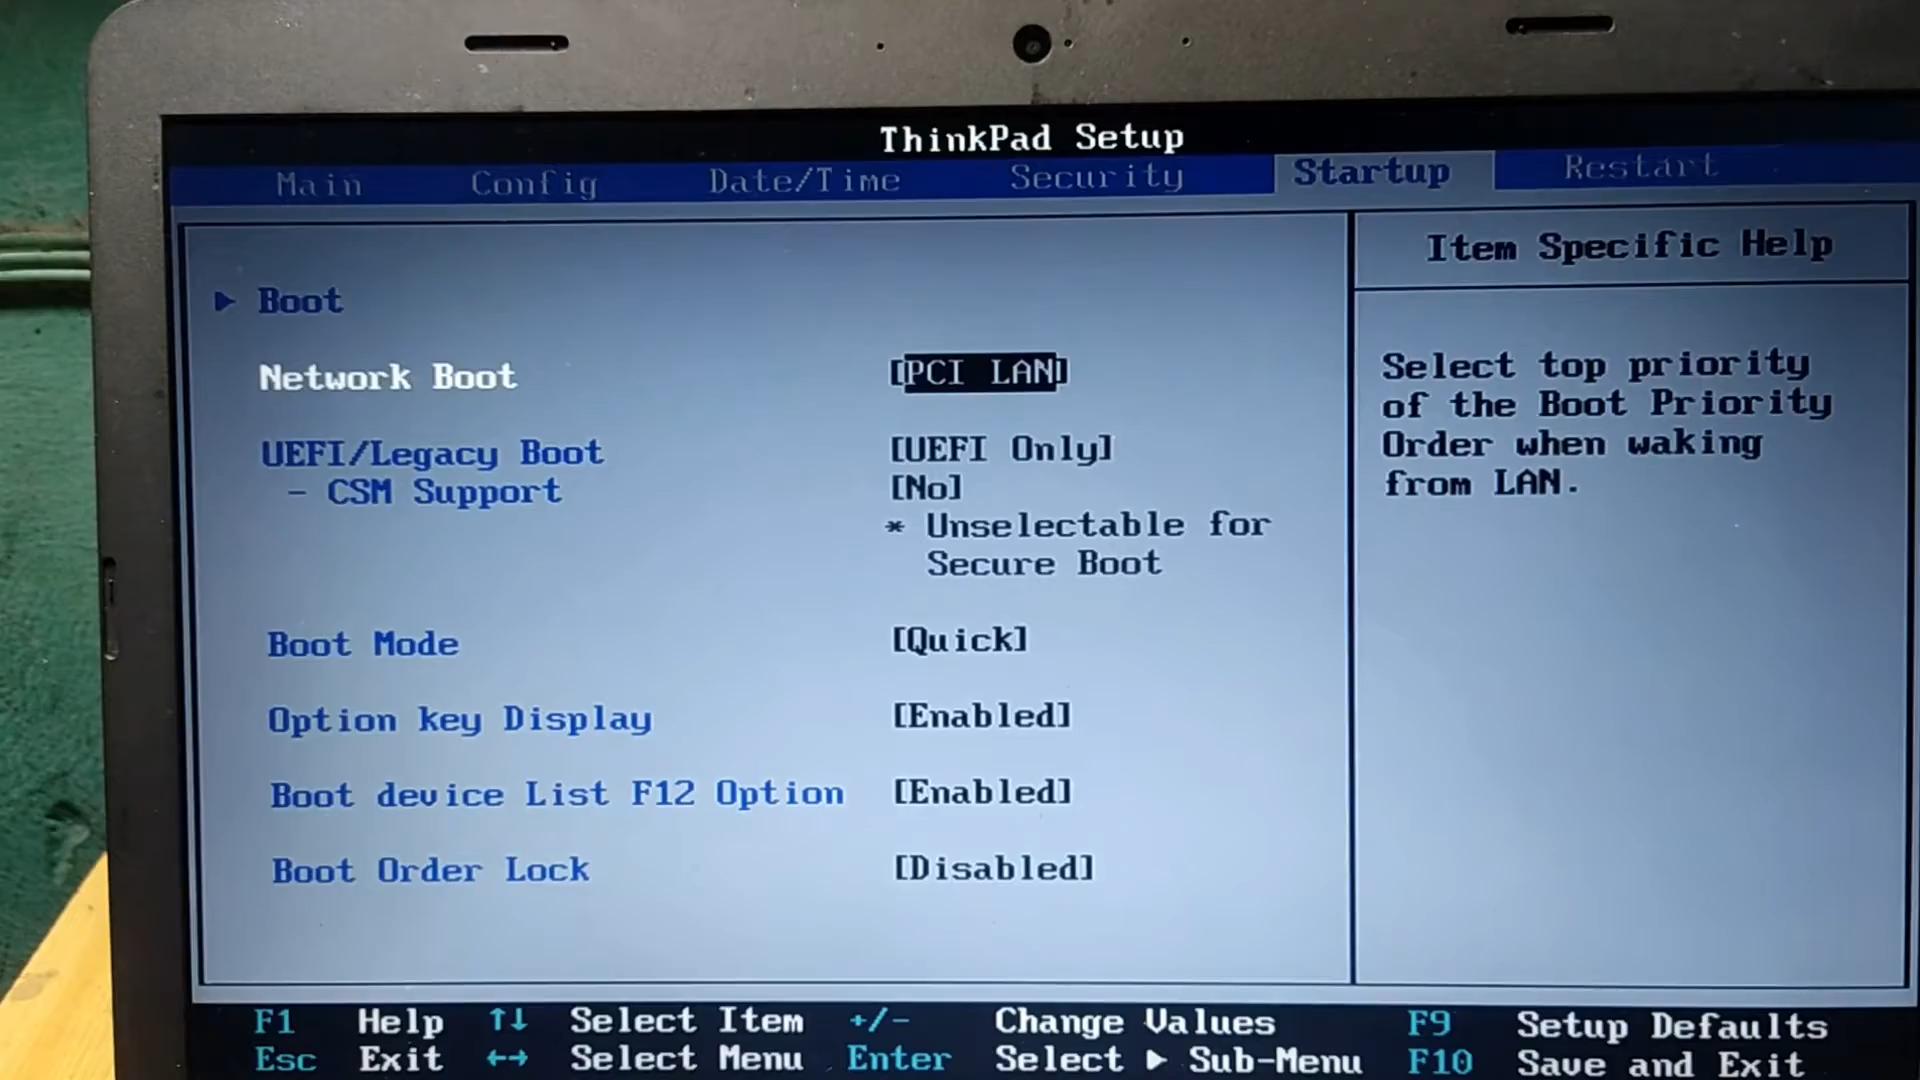 ThinkPad Setup
Main Config Date/Time Security Startup Restart
Item Specific Help
▶ Boot
Network Boot [PCI LAN]
UEFI/Legacy Boot [UEFI Only]
- CSM Support [No]
* Unselectable for
Secure Boot
Boot Mode [Quick]
Option key Display [Enabled]
Boot device List F12 Option [Enabled]
Boot Order Lock [Disabled]
Select top priority
of the Boot Priority
Order when waking
from LAN.
F1 Help ↑↓ Select Item +/- Change Values F9 Setup Defaults
Esc Exit ←→ Select Menu Enter Select ▶ Sub-Menu F10 Save and Exit